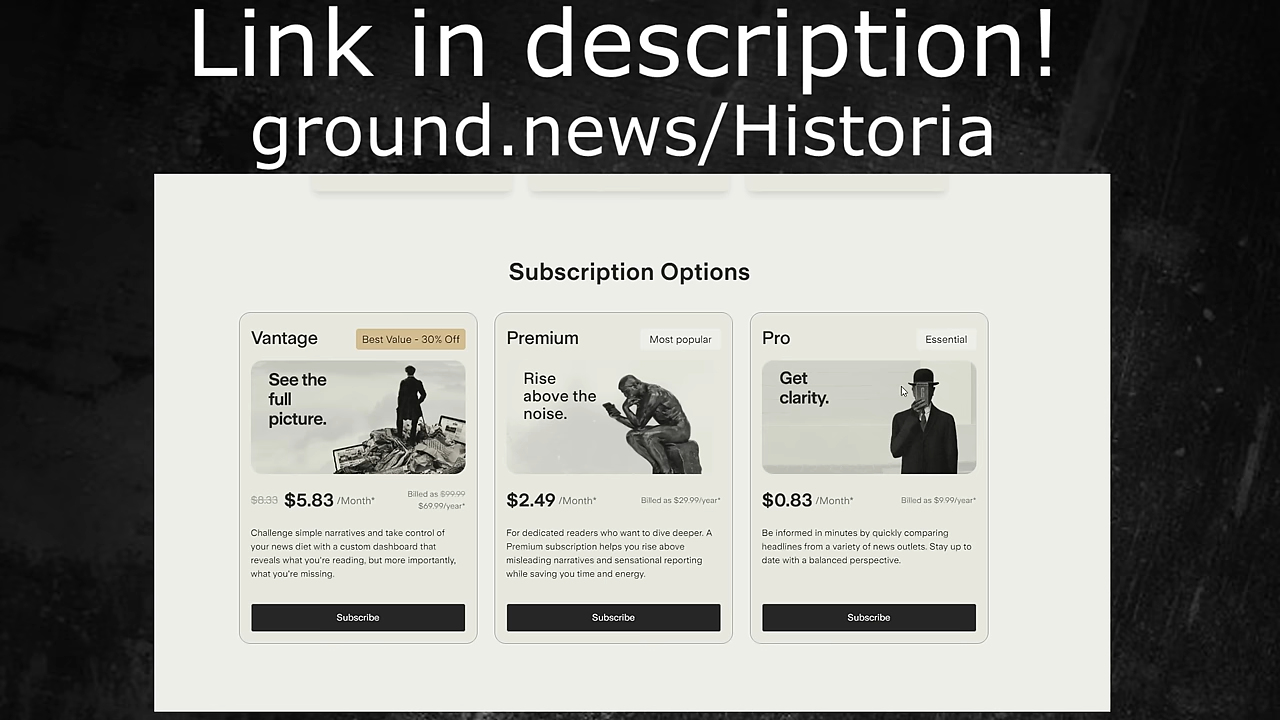 Link in description!
ground.news/Historia
Subscription Options
Vantage
Best Value - 30% Off
See the
full
picture.
$8.33 $5.83 /Month*
Billed as $99.99
$69.99/year*
Challenge simple narratives and take control of
your news diet with a custom dashboard that
reveals what you're reading, but more importantly,
what you're missing.
Subscribe
Premium
Most popular
Rise
above the
noise.
$2.49 /Month*
Billed as $29.99/year*
For dedicated readers who want to dive deeper. A
Premium subscription helps you rise above
misleading narratives and sensational reporting
while saving you time and energy.
Subscribe
Pro
Essential
Get
clarity.
$0.83 /Month*
Billed as $9.99/year*
Be informed in minutes by quickly comparing
headlines from a variety of news outlets. Stay up to
date with a balanced perspective.
Subscribe